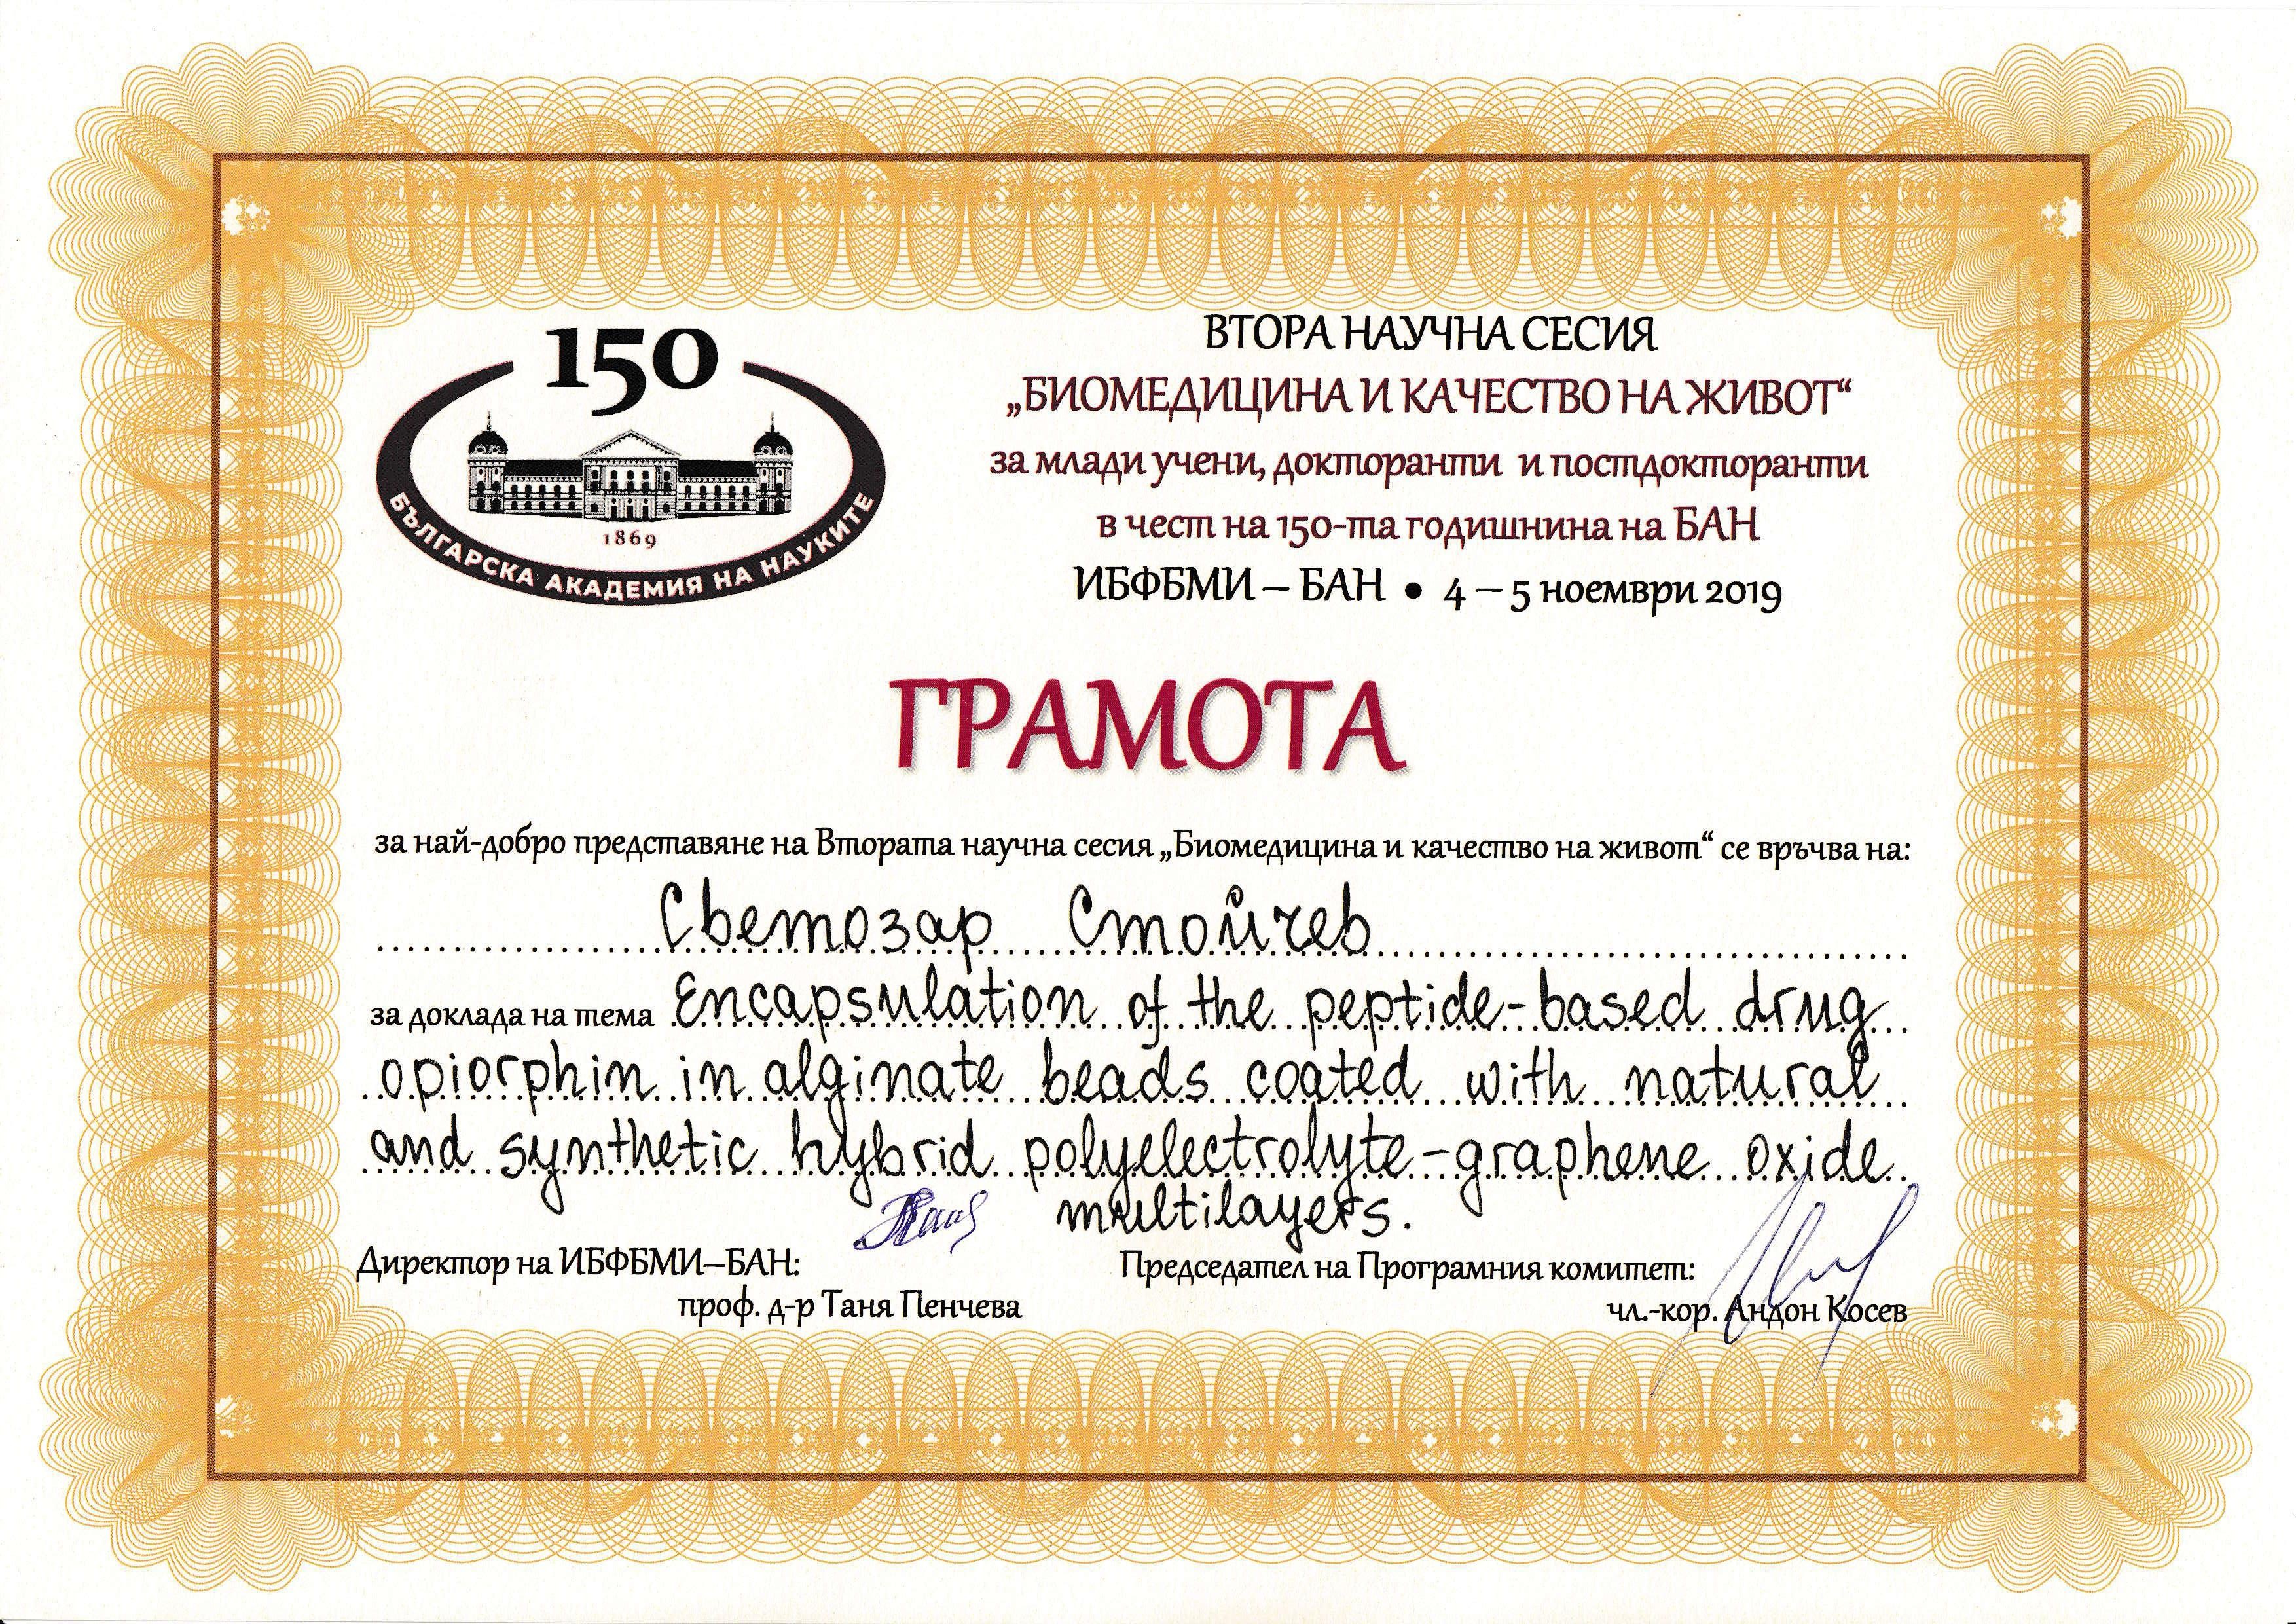 150
1869
БЪЛГАРСКА АКАДЕМИЯ НА НАУКИТЕ
ВТОРА НАУЧНА СЕСИЯ
„БИОМЕДИЦИНА И КАЧЕСТВО НА ЖИВОТ“
за млади учени, докторанти и постдокторанти
в чест на 150-та годишнина на БАН
ИБФБМИ – БАН • 4 – 5 ноември 2019
ГРАМОТА
за най-добро представяне на Втората научна сесия „Биомедицина и качество на живот“ се връчва на:
Светозар Стойчев
за доклада на тема Encapsulation of the peptide-based drug
opiorphin in alginate beads coated with natural
and synthetic hybrid polyelectrolyte-graphene oxide
multilayers.
Директор на ИБФБМИ–БАН:
проф. д-р Таня Пенчева
Председател на Програмния комитет:
чл.-кор. Андон Косев